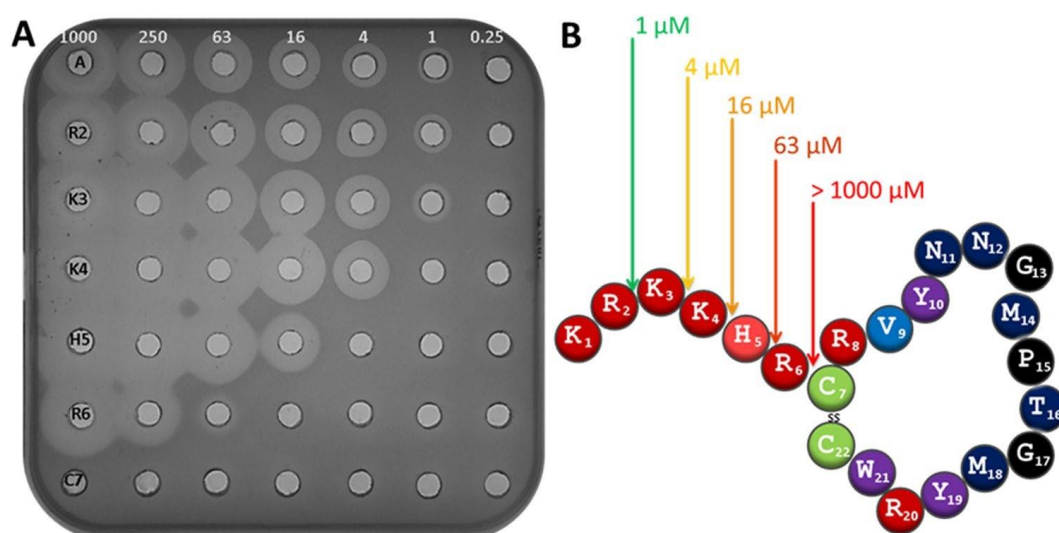 A
1000 250 63 16 4 1 0.25
A
R2
K3
K4
H5
R6
C7
B
1 µM
4 µM
16 µM
63 µM
> 1000 µM
K1
R2
K3
K4
H5
R6
C7
R8
V9
Y10
N11
N12
G13
M14
P15
T16
G17
M18
Y19
R20
W21
C22
SS